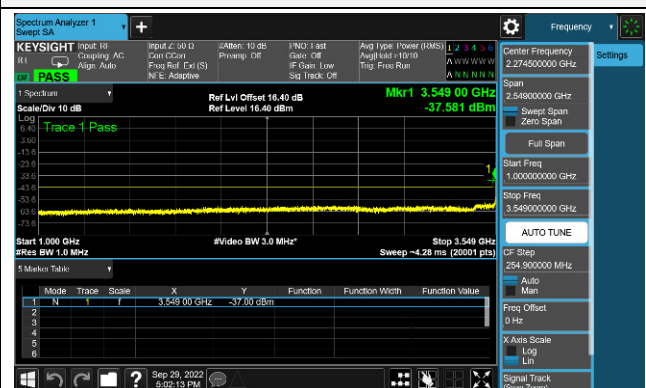 Spectrum Analyzer 1
Swept SA
+
Frequency
KEYSIGHT Input: RF
Coupling: AC
Align: Auto
PASS
Input Z: 50 Ω
Corr CCorr
Freq Ref: Ext (S)
NFE: Adaptive
#Atten: 10 dB
Preamp: Off
PNO: Fast
Gate: Off
IF Gain: Low
Sig Track: Off
Avg Type: Power (RMS)
Avg|Hold:>10/10
Trig: Free Run
1 2 3 4 5 6
A W W W W W
A N N N N N
Center Frequency
2.274500000 GHz
Settings
Span
2.54900000 GHz
Swept Span
Zero Span
Full Span
Start Freq
1.000000000 GHz
Stop Freq
3.549000000 GHz
AUTO TUNE
CF Step
254.900000 MHz
Auto
Man
Freq Offset
0 Hz
X Axis Scale
Log
Lin
Signal Track
1 Spectrum
Scale/Div 10 dB
Ref Lvl Offset 16.40 dB
Ref Level 16.40 dBm
Mkr1 3.549 00 GHz
-37.581 dBm
Log
Trace 1 Pass
6.40
-3.60
-13.6
-23.6
-33.6
-43.6
-53.6
-63.6
-73.6
1
Start 1.000 GHz
#Res BW 1.0 MHz
#Video BW 3.0 MHz*
Stop 3.549 GHz
Sweep ~4.28 ms (20001 pts)
5 Marker Table
Mode Trace Scale X Y Function Function Width Function Value
1 N 1 f 3.549 00 GHz
2
3
4
5
6
? Sep 29, 2022
5:02:13 PM